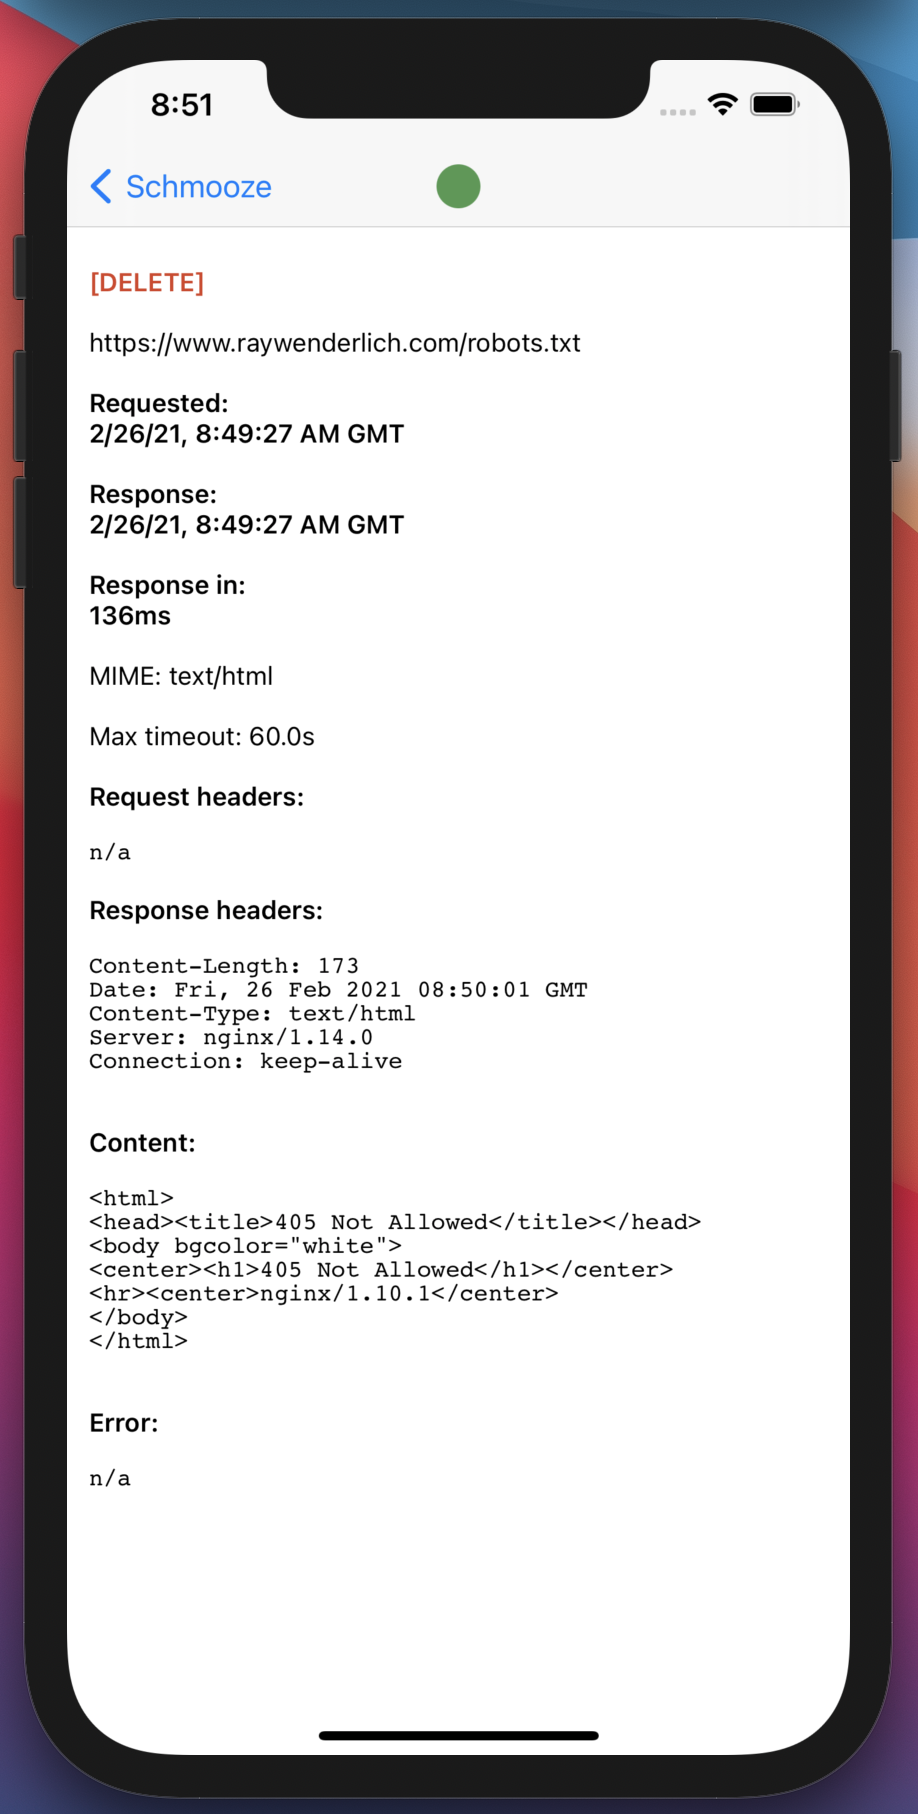 8:51
Schmooze
[DELETE]
https://www.raywenderlich.com/robots.txt
Requested:
2/26/21, 8:49:27 AM GMT
Response:
2/26/21, 8:49:27 AM GMT
Response in:
136ms
MIME: text/html
Max timeout: 60.0s
Request headers:
n/a
Response headers:
Content-Length: 173
Date: Fri, 26 Feb 2021 08:50:01 GMT
Content-Type: text/html
Server: nginx/1.14.0
Connection: keep-alive
Content:
<html>
<head><title>405 Not Allowed</title></head>
<body bgcolor="white">
<center><h1>405 Not Allowed</h1></center>
<hr><center>nginx/1.10.1</center>
</body>
</html>
Error:
n/a